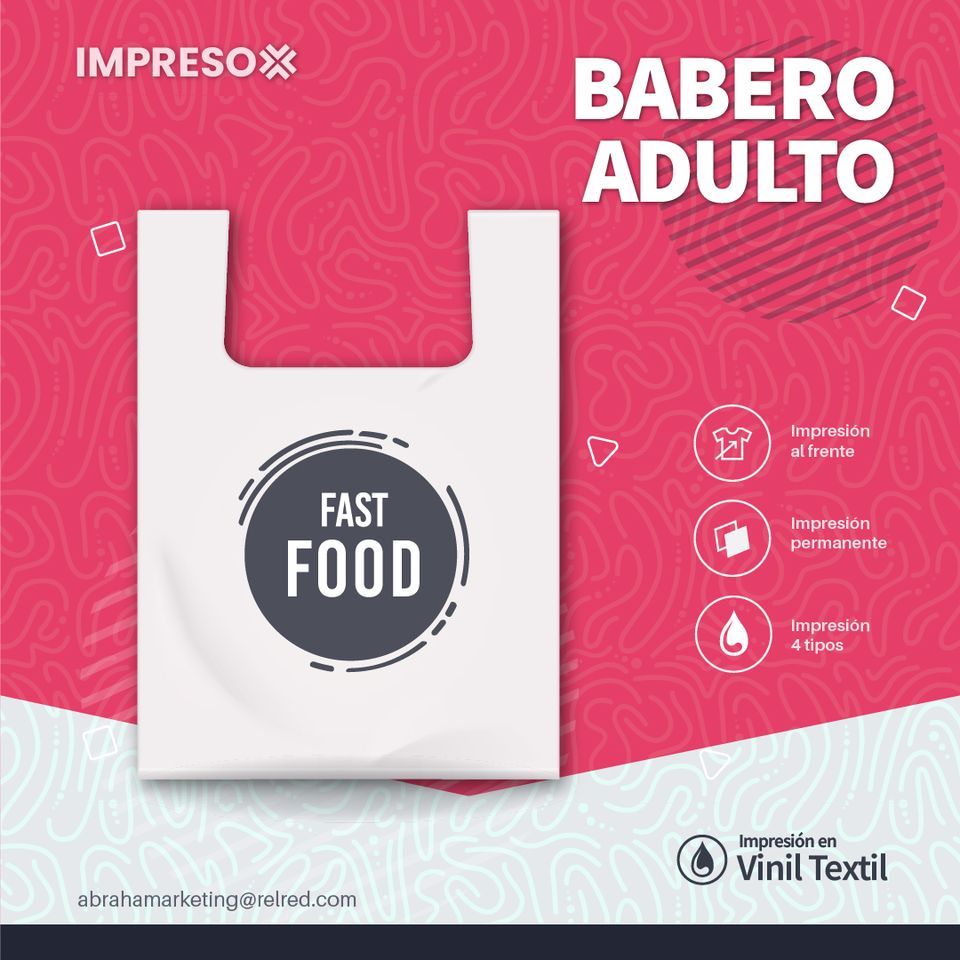 IMPRESOX
BABERO
ADULTO
FAST
FOOD
Impresión
al frente
Impresión
permanente
Impresión
4 tipos
Impresión en
Vinil Textil
abrahamarketing@relred.com